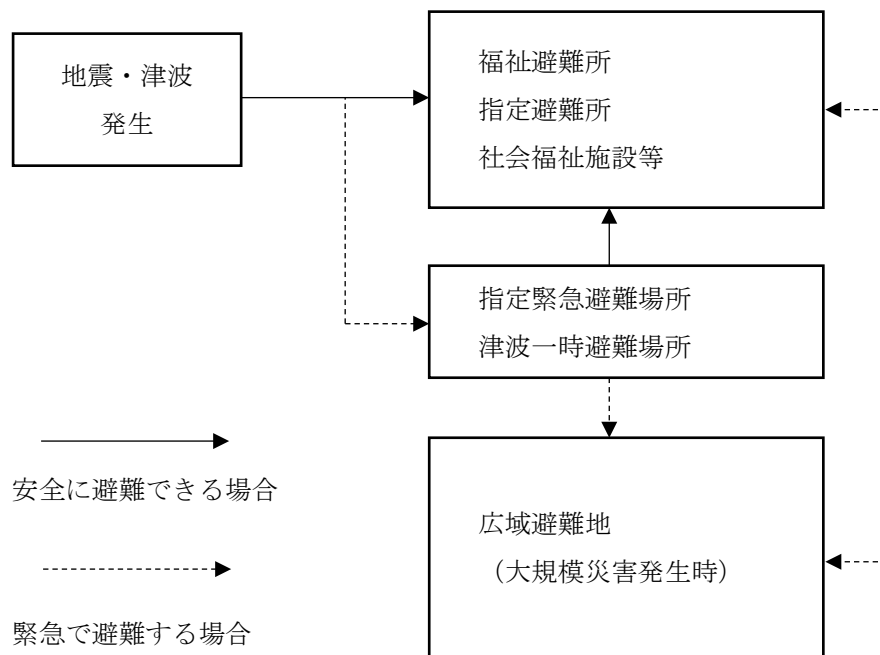 地震・津波
発生
福祉避難所
指定避難所
社会福祉施設等
指定緊急避難場所
津波一時避難場所
安全に避難できる場合
広域避難地
（大規模災害発生時）
緊急で避難する場合